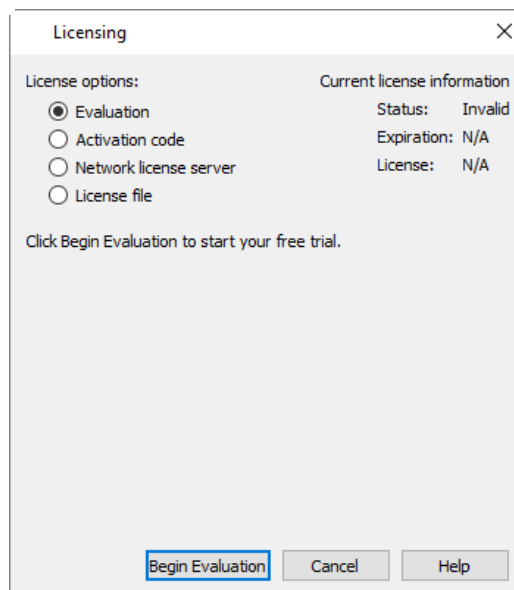 Licensing
License options:
Current license information
Evaluation
Status: Invalid
Activation code
Expiration: N/A
Network license server
License: N/A
License file
Click Begin Evaluation to start your free trial.
Begin Evaluation
Cancel
Help